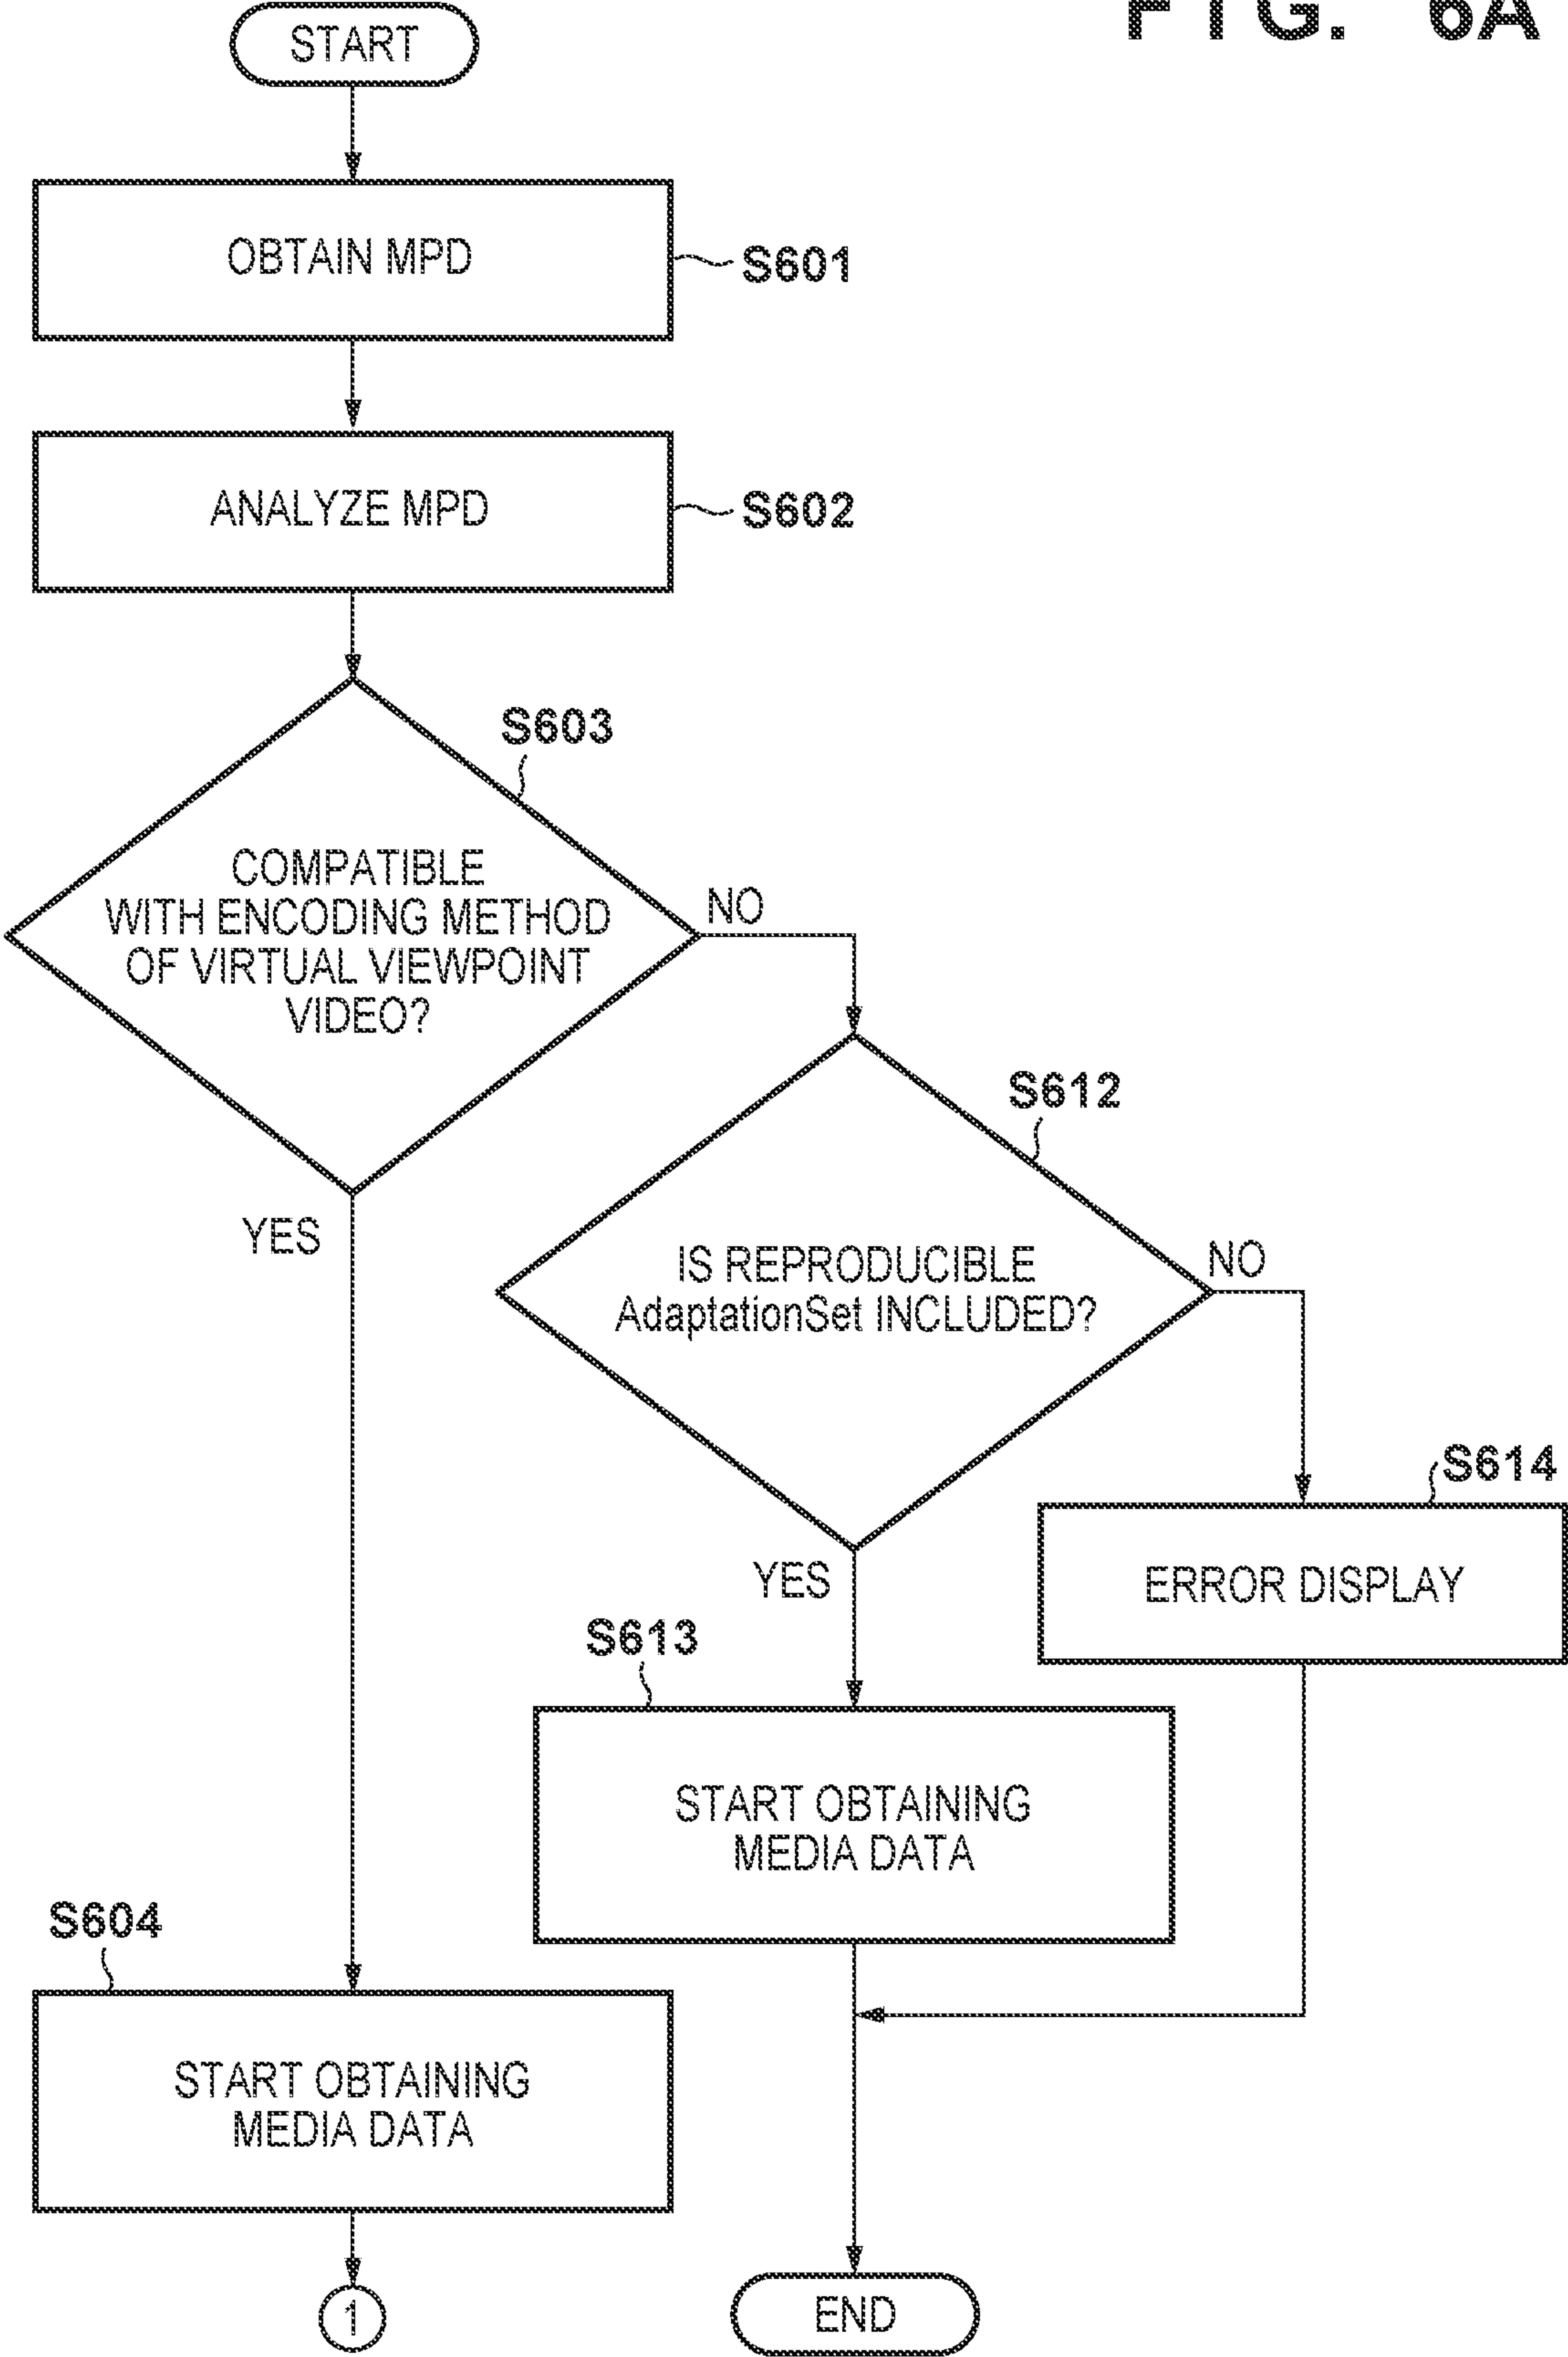 FIG. 6A
START
OBTAIN MPD
S601
ANALYZE MPD
S602
S603
COMPATIBLE
WITH ENCODING METHOD
OF VIRTUAL VIEWPOINT
VIDEO?
NO
YES
S612
IS REPRODUCIBLE
AdaptationSet INCLUDED?
NO
YES
S614
ERROR DISPLAY
S613
START OBTAINING
MEDIA DATA
S604
START OBTAINING
MEDIA DATA
1
END